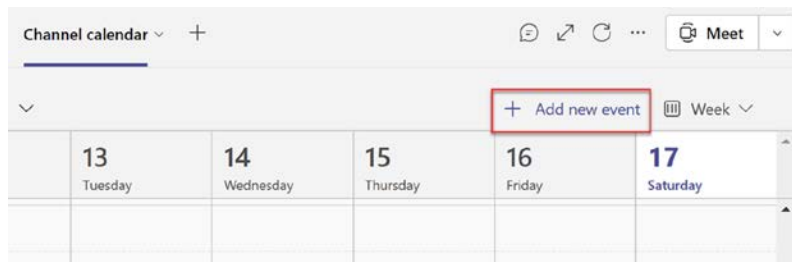 Channel calendar
Meet
Add new event
Week
13
14
15
16
17
Tuesday
Wednesday
Thursday
Friday
Saturday